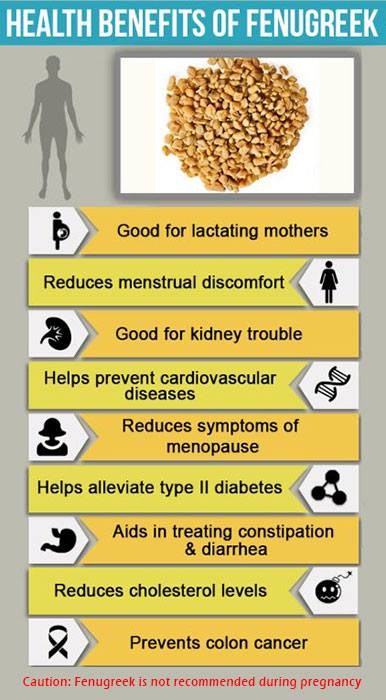 HEALTH BENEFITS OF FENUGREEK
Good for lactating mothers
Reduces menstrual discomfort
Good for kidney trouble
Helps prevent cardiovascular
diseases
Reduces symptoms of
menopause
Helps alleviate type II diabetes
Aids in treating constipation
& diarrhea
Reduces cholesterol levels
Prevents colon cancer
Caution: Fenugreek is not recommended during pregnancy